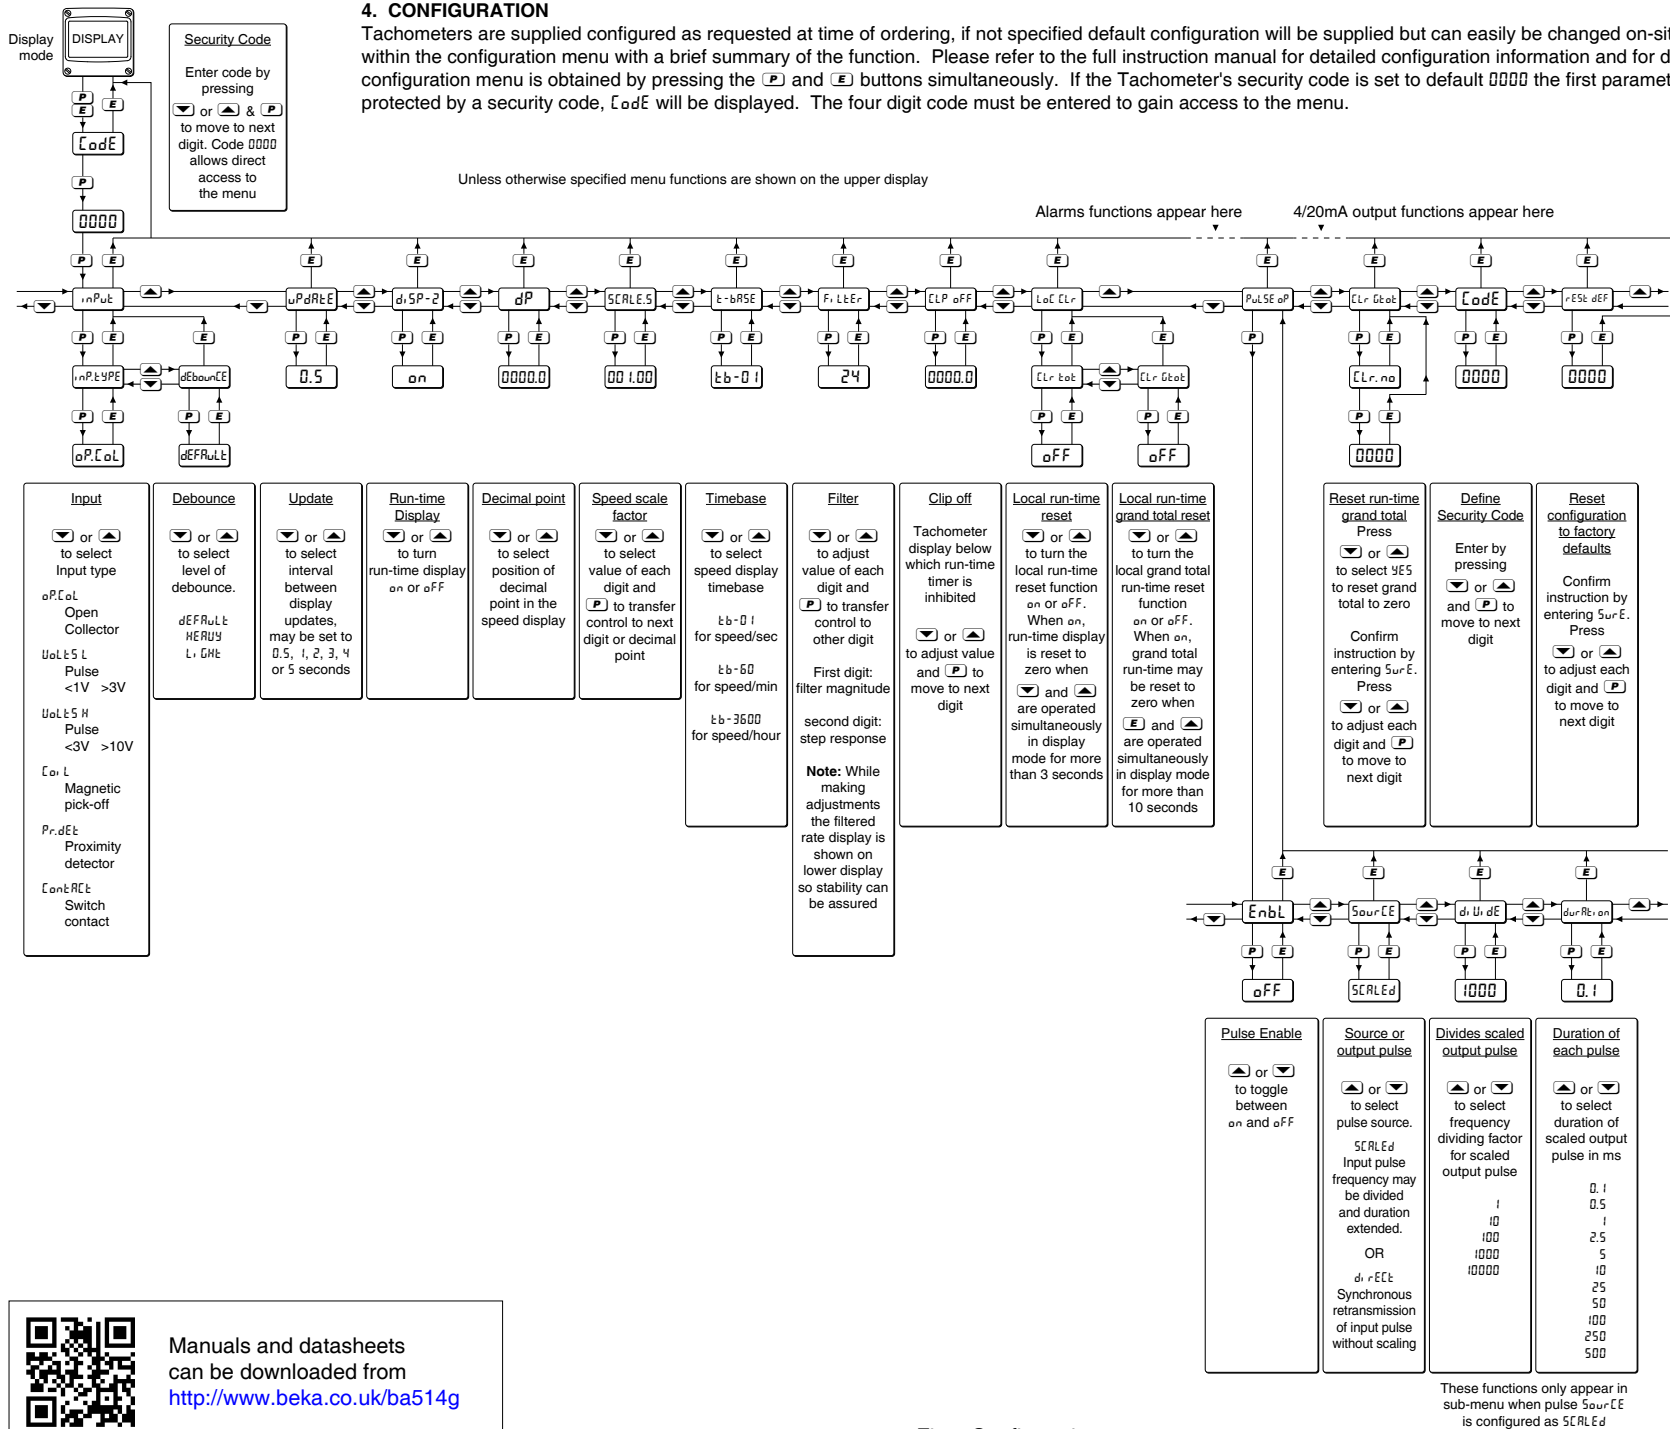 4. CONFIGURATION
Tachometers are supplied configured as requested at time of ordering, if not specified default configuration will be supplied but can easily be changed on-sit
within the configuration menu with a brief summary of the function. Please refer to the full instruction manual for detailed configuration information and for d
configuration menu is obtained by pressing the P and E buttons simultaneously. If the Tachometer's security code is set to default 0000 the first paramet
protected by a security code, CodE will be displayed. The four digit code must be entered to gain access to the menu.
Display
mode
DISPLAY
P
E
E
CodE
P
0000
P E
Security Code
Enter code by
pressing
▼ or ▲ & P
to move to next
digit. Code 0000
allows direct
access to
the menu
Unless otherwise specified menu functions are shown on the upper display
Alarms functions appear here
4/20mA output functions appear here
E E E E E E E E E E E E
inPut uPdAtE diSP-2 dP SCALE.S t-bASE FiLtEr CLP oFF LoC CLr PuLSE oP CLr Gtot CodE rESt dEF
P E E P E P E P E P E P E P E P E P E E P P E P E P E
inP.tYPE dEbounCE 0.5 on 0000.0 001.00 tb-01 24 0000.0 CLr tot CLr Gtot CLr.no 0000 0000
P E P E P E P E P E
oP.CoL dEFAuLt oFF oFF 0000
Input
▼ or ▲
to select
Input type
oP.CoL
Open
Collector
VoLtS L
Pulse
<1V >3V
VoLtS H
Pulse
<3V >10V
CoiL
Magnetic
pick-off
Pr.dEt
Proximity
detector
ContACt
Switch
contact
Debounce
▼ or ▲
to select
level of
debounce.
dEFAuLt
HEAVY
LiGHt
Update
▼ or ▲
to select
interval
between
display
updates,
may be set to
0.5, 1, 2, 3, 4
or 5 seconds
Run-time
Display
▼ or ▲
to turn
run-time display
on or oFF
Decimal point
▼ or ▲
to select
position of
decimal
point in the
speed display
Speed scale
factor
▼ or ▲
to select
value of each
digit and
P to transfer
control to next
digit or decimal
point
Timebase
▼ or ▲
to select
speed display
timebase
tb-01
for speed/sec
tb-60
for speed/min
tb-3600
for speed/hour
Filter
▼ or ▲
to adjust
value of each
digit and
P to transfer
control to
other digit
First digit:
filter magnitude
second digit:
step response
Note: While
making
adjustments
the filtered
rate display is
shown on
lower display
so stability can
be assured
Clip off
Tachometer
display below
which run-time
timer is
inhibited
▼ or ▲
to adjust value
and P to
move to next
digit
Local run-time
reset
▼ or ▲
to turn the
local run-time
reset function
on or oFF.
When on,
run-time display
is reset to
zero when
▼ and ▲
are operated
simultaneously
in display
mode for more
than 3 seconds
Local run-time
grand total reset
▼ or ▲
to turn the
local grand total
run-time reset
function
on or oFF.
When on,
grand total
run-time may
be reset to
zero when
E and ▲
are operated
simultaneously
in display mode
for more than
10 seconds
Reset run-time
grand total
Press
▼ or ▲
to select YES
to reset grand
total to zero
Confirm
instruction by
entering SurE.
Press
▼ or ▲
to adjust each
digit and P
to move to
next digit
Define
Security Code
Enter by
pressing
▼ or ▲
and P to
move to next
digit
Reset
configuration
to factory
defaults
Confirm
instruction by
entering SurE.
Press
▼ or ▲
to adjust each
digit and P
to move to
next digit
E E E E
EnbL SourCE diVidE durAtion
P E P E P E P E
oFF SCALEd 1000 0.1
Pulse Enable
▲ or ▼
to toggle
between
on and oFF
Source or
output pulse
▲ or ▼
to select
pulse source.
SCALEd
Input pulse
frequency may
be divided
and duration
extended.
OR
dirECt
Synchronous
retransmission
of input pulse
without scaling
Divides scaled
output pulse
▲ or ▼
to select
frequency
dividing factor
for scaled
output pulse
1
10
100
1000
10000
Duration of
each pulse
▲ or ▼
to select
duration of
scaled output
pulse in ms
0.1
0.5
1
2.5
5
10
25
50
100
250
500
These functions only appear in
sub-menu when pulse SourCE
is configured as SCALEd
Manuals and datasheets
can be downloaded from
http://www.beka.co.uk/ba514g